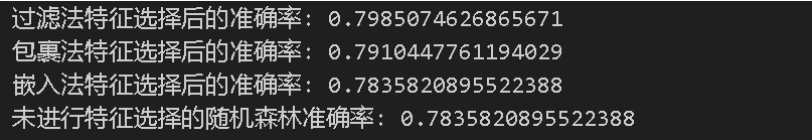 过滤法特征选择后的准确率: 0.7985074626865671
包裹法特征选择后的准确率: 0.7910447761194029
嵌入法特征选择后的准确率: 0.7835820895522388
未进行特征选择的随机森林准确率: 0.7835820895522388